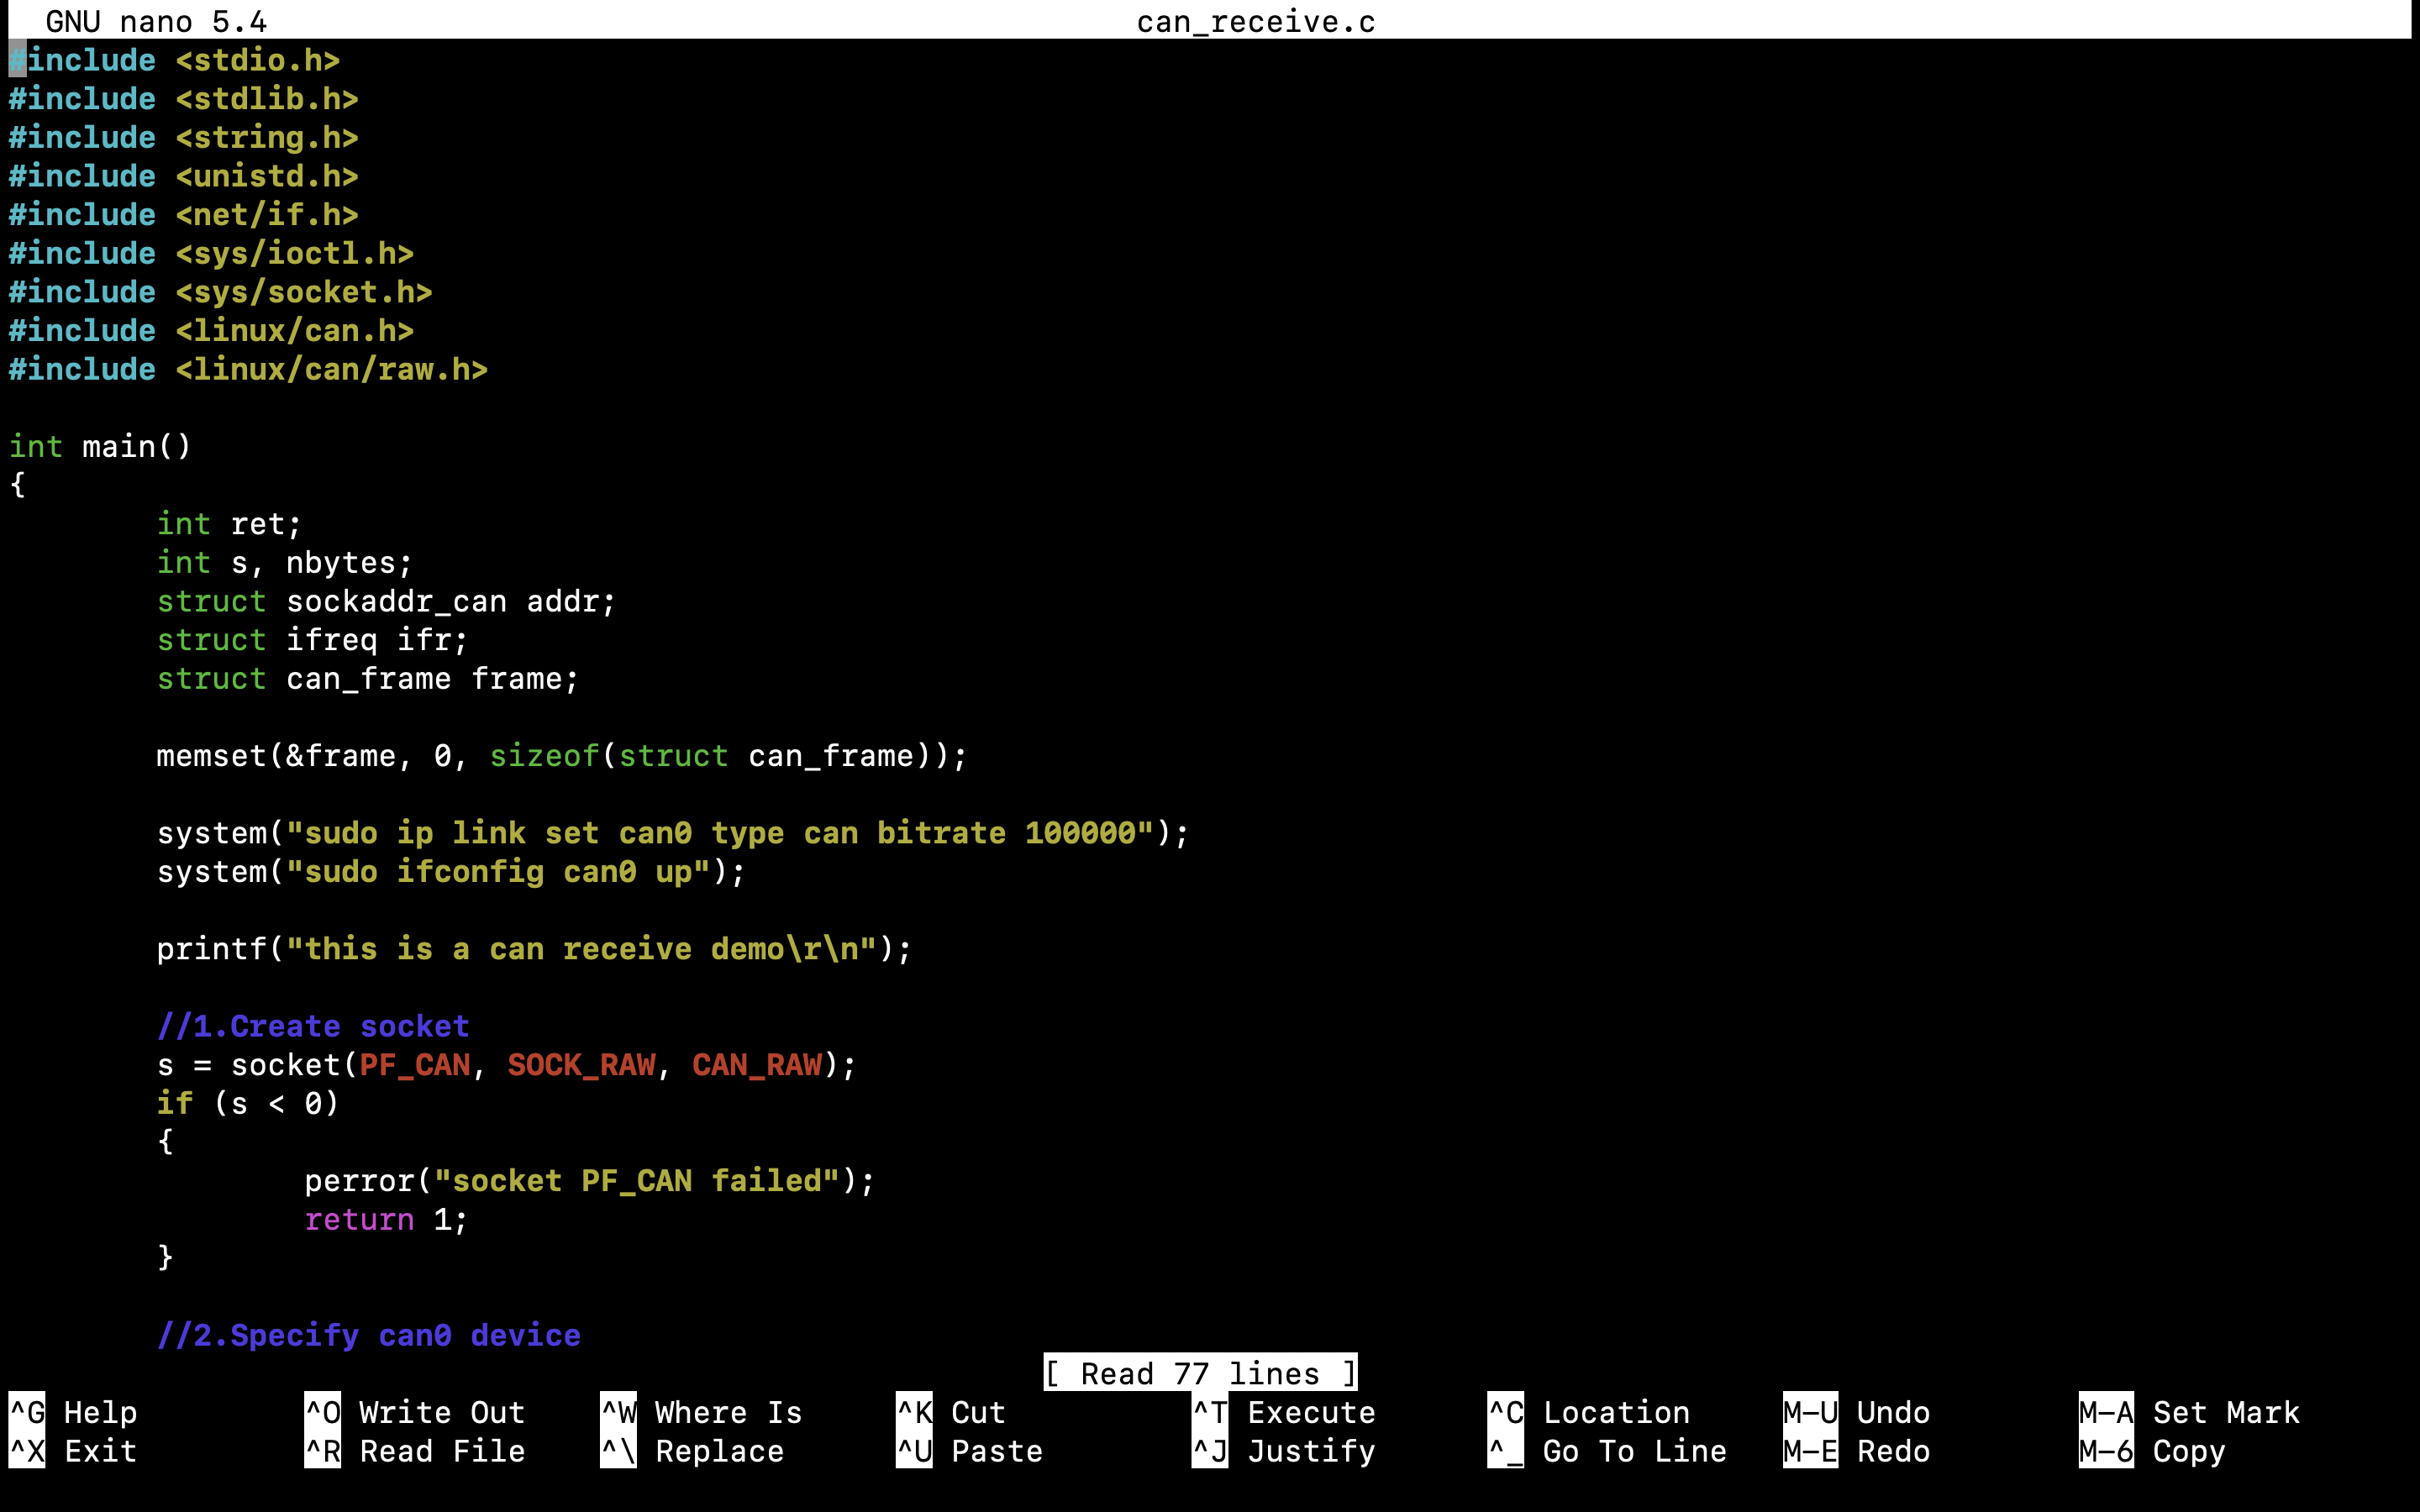 GNU nano 5.4 can_receive.c
#include <stdio.h>
#include <stdlib.h>
#include <string.h>
#include <unistd.h>
#include <net/if.h>
#include <sys/ioctl.h>
#include <sys/socket.h>
#include <linux/can.h>
#include <linux/can/raw.h>
int main()
{
int ret;
int s, nbytes;
struct sockaddr_can addr;
struct ifreq ifr;
struct can_frame frame;
memset(&frame, 0, sizeof(struct can_frame));
system("sudo ip link set can0 type can bitrate 100000");
system("sudo ifconfig can0 up");
printf("this is a can receive demo\r\n");
//1.Create socket
s = socket(PF_CAN, SOCK_RAW, CAN_RAW);
if (s < 0)
{
perror("socket PF_CAN failed");
return 1;
}
//2.Specify can0 device
[ Read 77 lines ]
^G Help ^O Write Out ^W Where Is ^K Cut ^T Execute ^C Location M-U Undo M-A Set Mark
^X Exit ^R Read File ^\ Replace ^U Paste ^J Justify ^_ Go To Line M-E Redo M-6 Copy